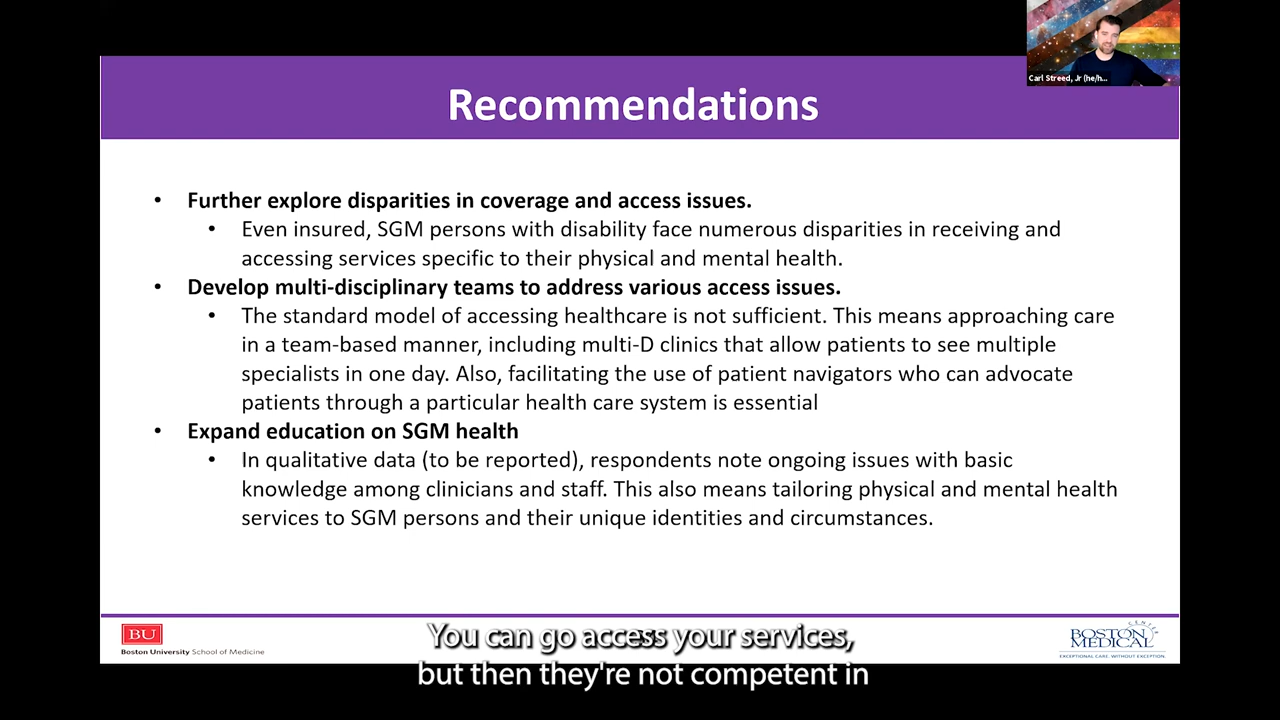 Carl Streed, Jr (he/h...
Recommendations
• Further explore disparities in coverage and access issues.
• Even insured, SGM persons with disability face numerous disparities in receiving and
accessing services specific to their physical and mental health.
• Develop multi-disciplinary teams to address various access issues.
• The standard model of accessing healthcare is not sufficient. This means approaching care
in a team-based manner, including multi-D clinics that allow patients to see multiple
specialists in one day. Also, facilitating the use of patient navigators who can advocate
patients through a particular health care system is essential
• Expand education on SGM health
• In qualitative data (to be reported), respondents note ongoing issues with basic
knowledge among clinicians and staff. This also means tailoring physical and mental health
services to SGM persons and their unique identities and circumstances.
BU
Boston University School of Medicine
BOSTON
MEDICAL
CENTER
EXCEPTIONAL CARE. WITHOUT EXCEPTION.
You can go access your services,
but then they're not competent in